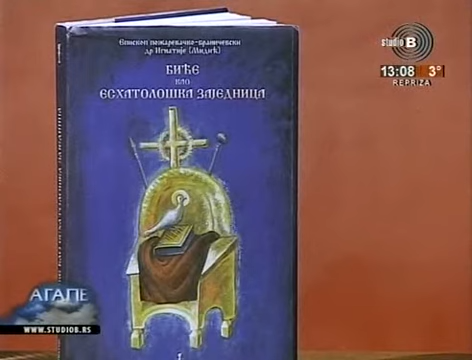 Епископ пожаревачко-браничевски
др Игнатије (Мидић)
БИЋЕ
КАО
ЕСХАТОЛОШКА ЗАЈЕДНИЦА
studio B
13:08 3°
REPRIZA
АГАПЕ
WWW.STUDIOB.RS